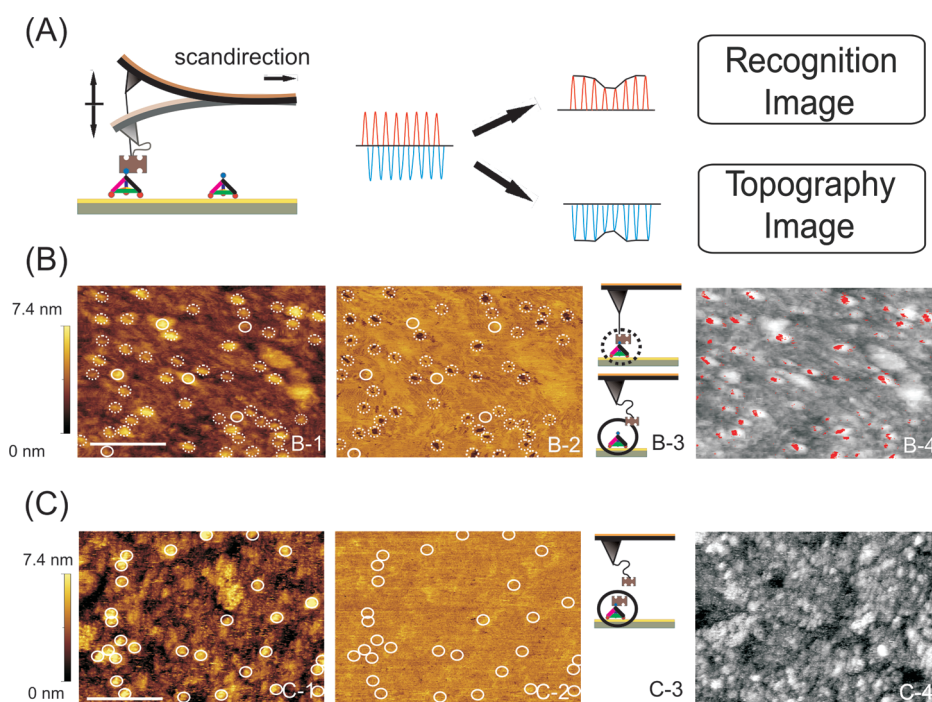 (A)
scandirection
Recognition
Image
Topography
Image
(B)
7.4 nm
0 nm
B-1
B-2
B-3
B-4
(C)
7.4 nm
0 nm
C-1
C-2
C-3
C-4